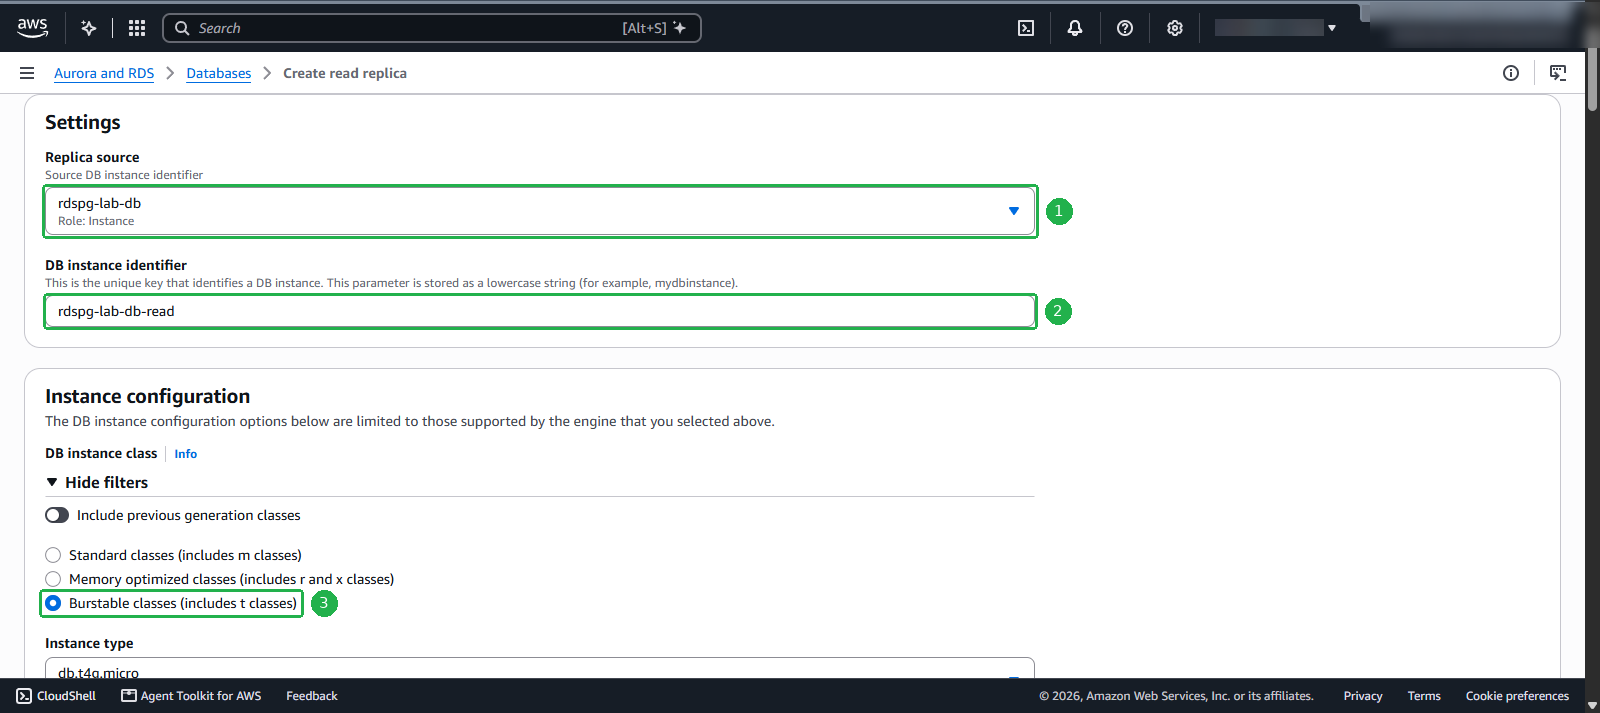 aws
Search
[Alt+S]
Aurora and RDS
Databases
Create read replica
Settings
Replica source
Source DB instance identifier
rdspg-lab-db
Role: Instance
1
DB instance identifier
This is the unique key that identifies a DB instance. This parameter is stored as a lowercase string (for example, mydbinstance).
rdspg-lab-db-read
2
Instance configuration
The DB instance configuration options below are limited to those supported by the engine that you selected above.
DB instance class
Info
Hide filters
Include previous generation classes
Standard classes (includes m classes)
Memory optimized classes (includes r and x classes)
Burstable classes (includes t classes)
3
Instance type
db.t4g.micro
CloudShell
Agent Toolkit for AWS
Feedback
© 2026, Amazon Web Services, Inc. or its affiliates.
Privacy
Terms
Cookie preferences